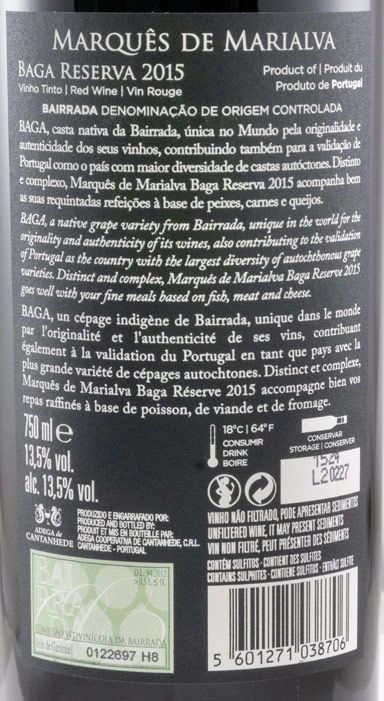 MARQUÊS DE MARIALVA
BAGA RESERVA 2015
Product of | Produit du
Vinho Tinto | Red Wine | Vin Rouge
Produto de Portugal
BAIRRADA DENOMINAÇÃO DE ORIGEM CONTROLADA
BAGA, casta nativa da Bairrada, única no Mundo pela originalidade e
autenticidade dos seus vinhos, contribuindo também para a validação de
Portugal como o país com maior diversidade de castas autóctones. Distinto
e complexo, Marquês de Marialva Baga Reserva 2015 acompanha bem
as suas requintadas refeições à base de peixes, carnes e queijos.
BAGA, a native grape variety from Bairrada, unique in the world for the
originality and authenticity of its wines, also contributing to the validation
of Portugal as the country with the largest diversity of autochthonous grape
varieties. Distinct and complex, Marquês de Marialva Baga Reserve 2015
goes well with your fine meals based on fish, meat and cheese.
BAGA, un cépage indigène de Bairrada, unique dans le monde
par l'originalité et l'authenticité de ses vins, contribuant
également à la validation du Portugal en tant que pays avec la
plus grande variété de cépages autochtones. Distinct et complexe,
Marquês de Marialva Baga Réserve 2015 accompagne bien vos
repas raffinés à base de poisson, de viande et de fromage.
750 ml e
13,5% vol.
alc. 13,5% vol.
18°C | 64°F
CONSUMIR
DRINK
BOIRE
CONSERVAR
STORAGE | CONSERVER
L20227
ADEGA DE
CANTANHEDE
PRODUZIDO E ENGARRAFADO POR:
PRODUCED AND BOTTLED BY:
PRODUIT ET MIS EN BOUTEILLE PAR:
ADEGA COOPERATIVA DE CANTANHEDE, C.R.L.
CANTANHEDE - PORTUGAL
VINHO NÃO FILTRADO, PODE APRESENTAR SEDIMENTOS
UNFILTERED WINE, IT MAY PRESENT SEDIMENTS
VIN NON FILTRÉ, PEUT PRÉSENTER DES SÉDIMENTS
CONTÉM SULFITOS - CONTIENT DES SULFITES
CONTAINS SULPHITES - CONTIENE SULFITOS - ENTHÄLT SULFITE
D.L. 94/2012
>0,5L ≤ 1L
COMISSÃO VITIVINÍCOLA DA BAIRRADA
Selo de Garantia
0122697 H8
5 601271 038706